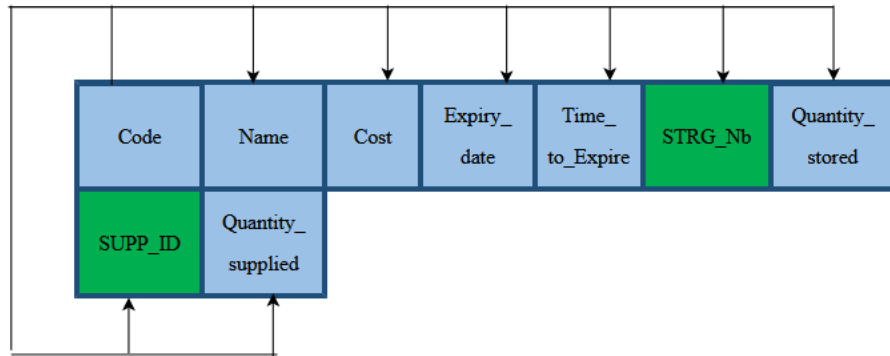 Code
Name
Cost
Expiry_
date
Time_
to_Expire
STRG_Nb
Quantity_
stored
SUPP_ID
Quantity_
supplied